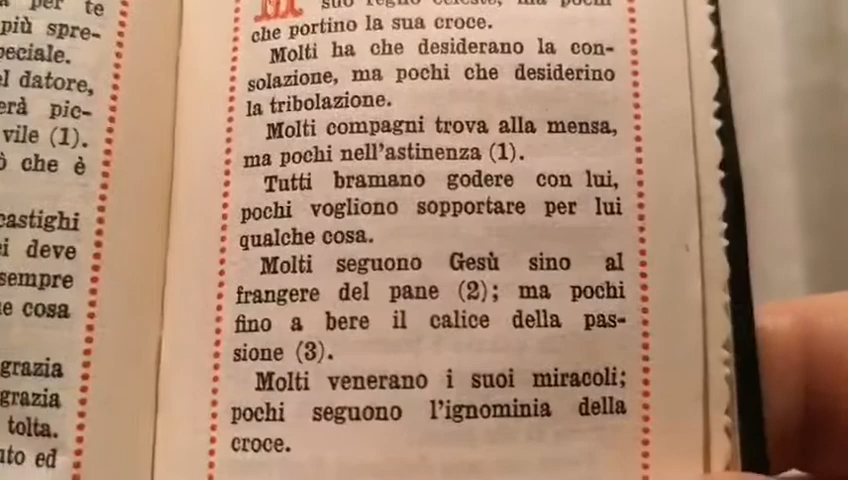 per te
più spre-
peciale.
datore,
erà pic-
vile (1).
che è
castighi
deve
sempre
cosa
grazia
grazia
tolta.
ed
suo regno celeste, ma pochi
che portino la sua croce.
Molti ha che desiderano la con-
solazione, ma pochi che desiderino
la tribolazione.
Molti compagni trova alla mensa,
ma pochi nell'astinenza (1).
Tutti bramano godere con lui,
pochi vogliono sopportare per lui
qualche cosa.
Molti seguono Gesù sino al
frangere del pane (2); ma pochi
fino a bere il calice della pas-
sione (3).
Molti venerano i suoi miracoli;
pochi seguono l'ignominia della
croce.